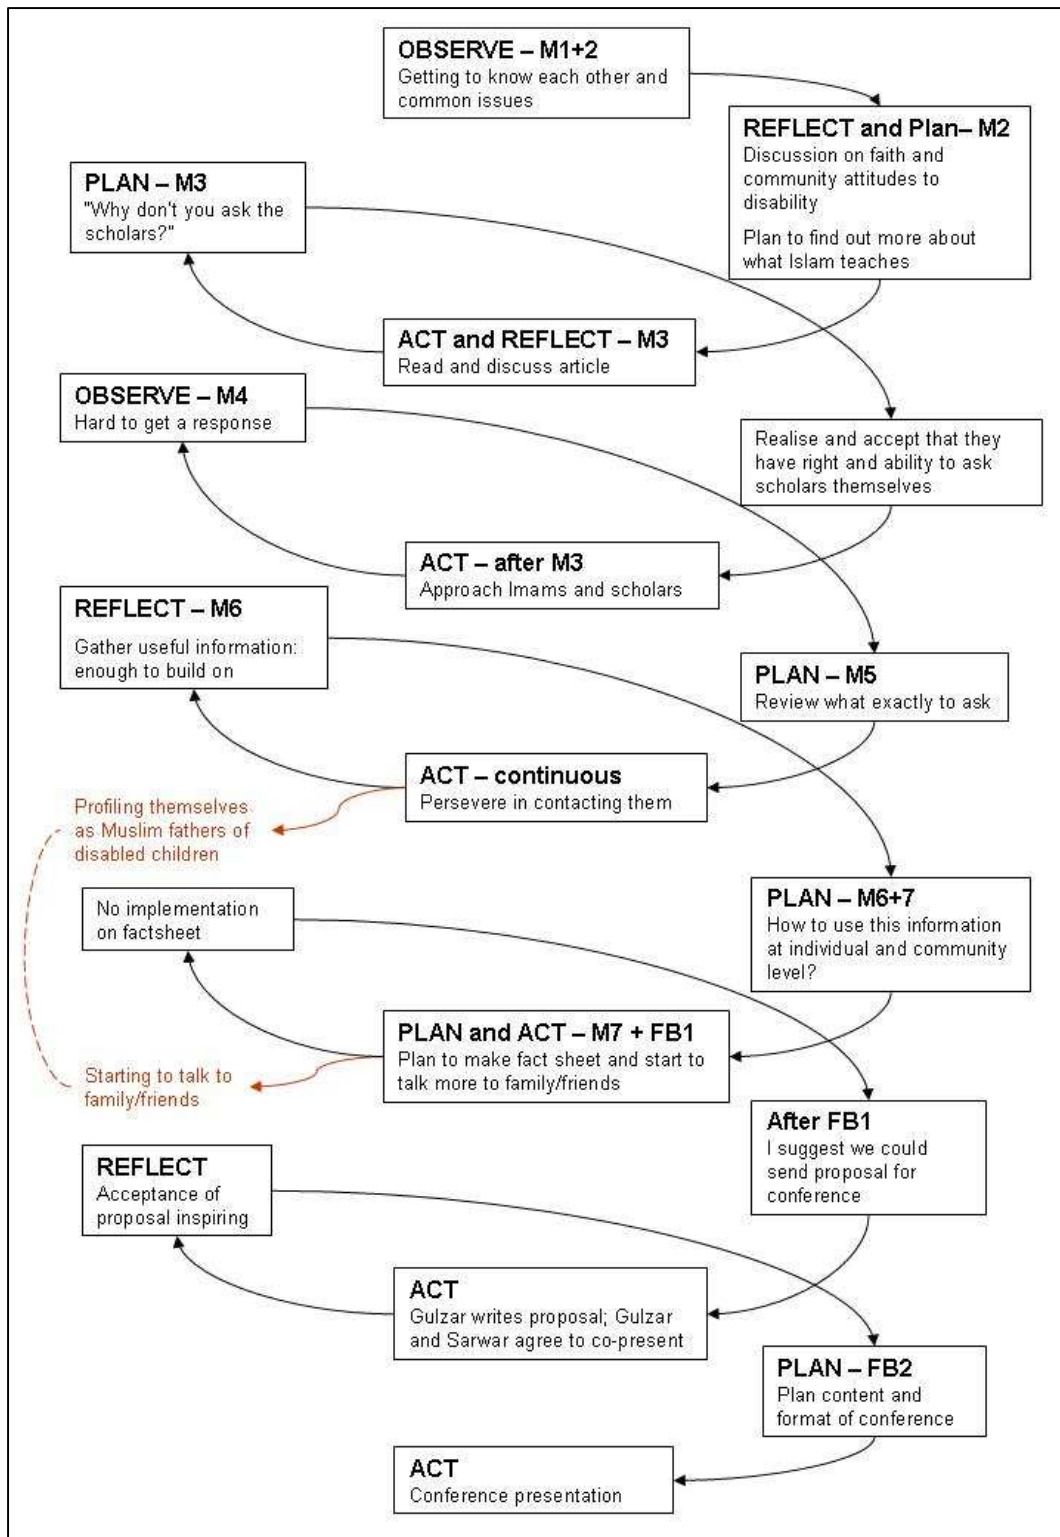 OBSERVE – M1+2
Getting to know each other and
common issues
REFLECT and Plan– M2
Discussion on faith and
community attitudes to
disability
Plan to find out more about
what Islam teaches
ACT and REFLECT – M3
Read and discuss article
PLAN – M3
"Why don't you ask the
scholars?"
Realise and accept that they
have right and ability to ask
scholars themselves
ACT – after M3
Approach Imams and scholars
OBSERVE – M4
Hard to get a response
PLAN – M5
Review what exactly to ask
ACT – continuous
Persevere in contacting them
Profiling themselves
as Muslim fathers of
disabled children
REFLECT – M6
Gather useful information:
enough to build on
PLAN – M6+7
How to use this information
at individual and community
level?
PLAN and ACT – M7 + FB1
Plan to make fact sheet and start to
talk more to family/friends
Starting to talk to
family/friends
No implementation
on factsheet
After FB1
I suggest we could
send proposal for
conference
ACT
Gulzar writes proposal; Gulzar
and Sarwar agree to co-present
REFLECT
Acceptance of
proposal inspiring
PLAN – FB2
Plan content and
format of conference
ACT
Conference presentation